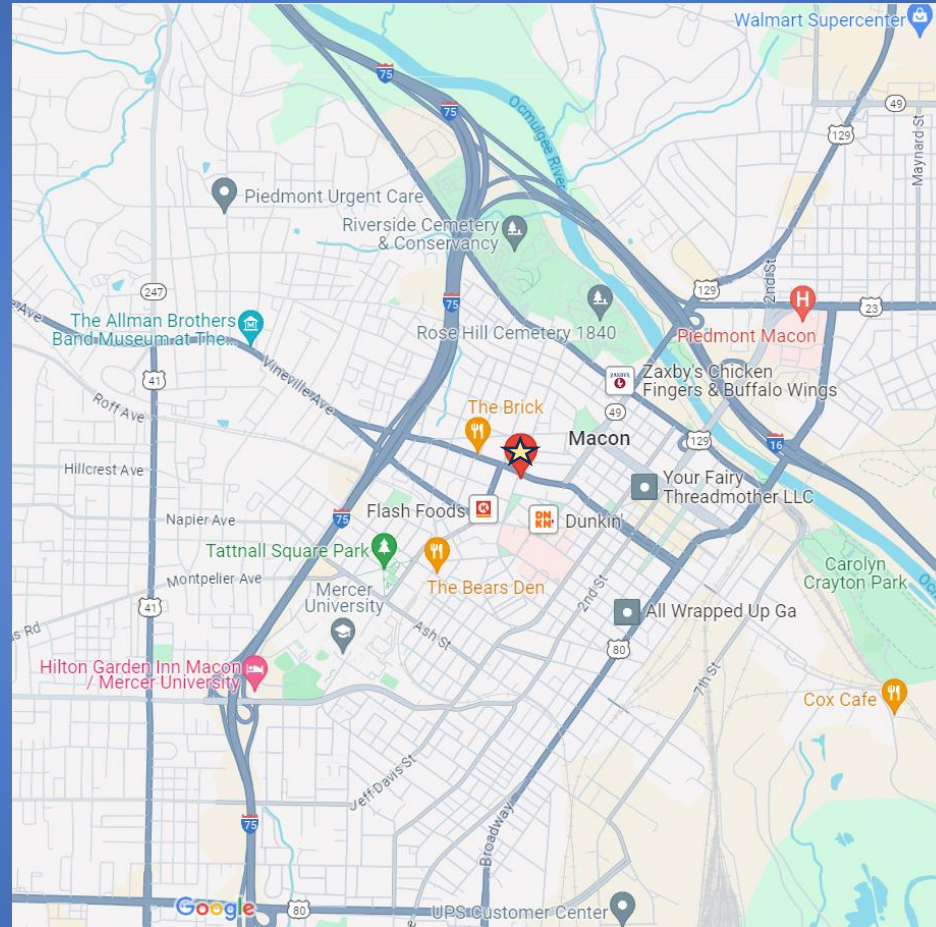 Walmart Supercenter
75
49
75
129
Maynard St
Ocmulgee River
Piedmont Urgent Care
Riverside Cemetery
& Conservancy
2nd St
247
75
129
H
23
The Allman Brothers
Band Museum at The...
Rose Hill Cemetery 1840
Piedmont Macon
41
Vineville Ave
ZAXBY'S
Zaxby's Chicken
Fingers & Buffalo Wings
Roff Ave
The Brick
49
Macon
129
16
Hillcrest Ave
Your Fairy
Threadmother LLC
Flash Foods
K
DN
KN'
Dunkin'
75
Napier Ave
Tattnall Square Park
Carolyn
Crayton Park
Montpelier Ave
The Bears Den
2nd St
41
Mercer
University
All Wrapped Up Ga
Ash St
80
7th St
Hilton Garden Inn Macon
/ Mercer University
Cox Cafe
Jeff Davis St
75
Broadway
Google
80
UPS Customer Center